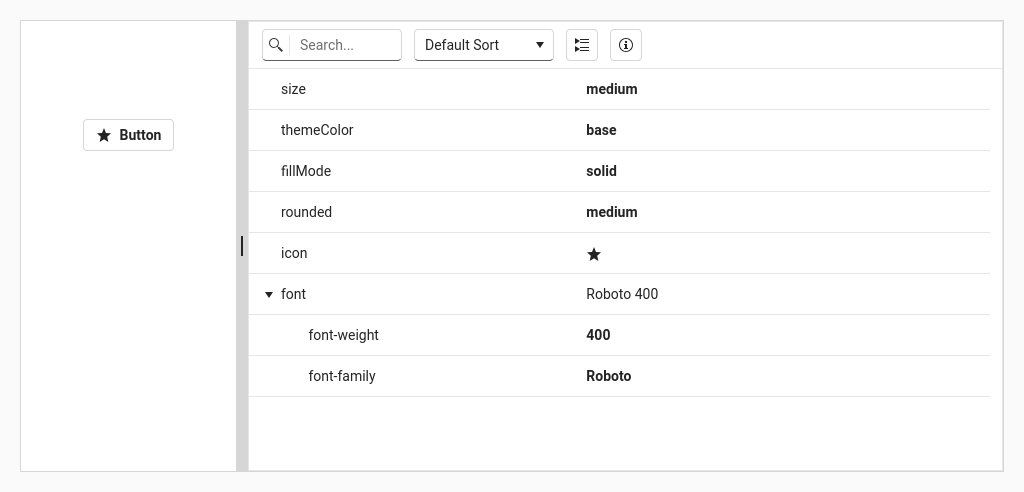 Button
Search...
Default Sort
size medium
themeColor base
fillMode solid
rounded medium
icon
font Roboto 400
font-weight 400
font-family Roboto